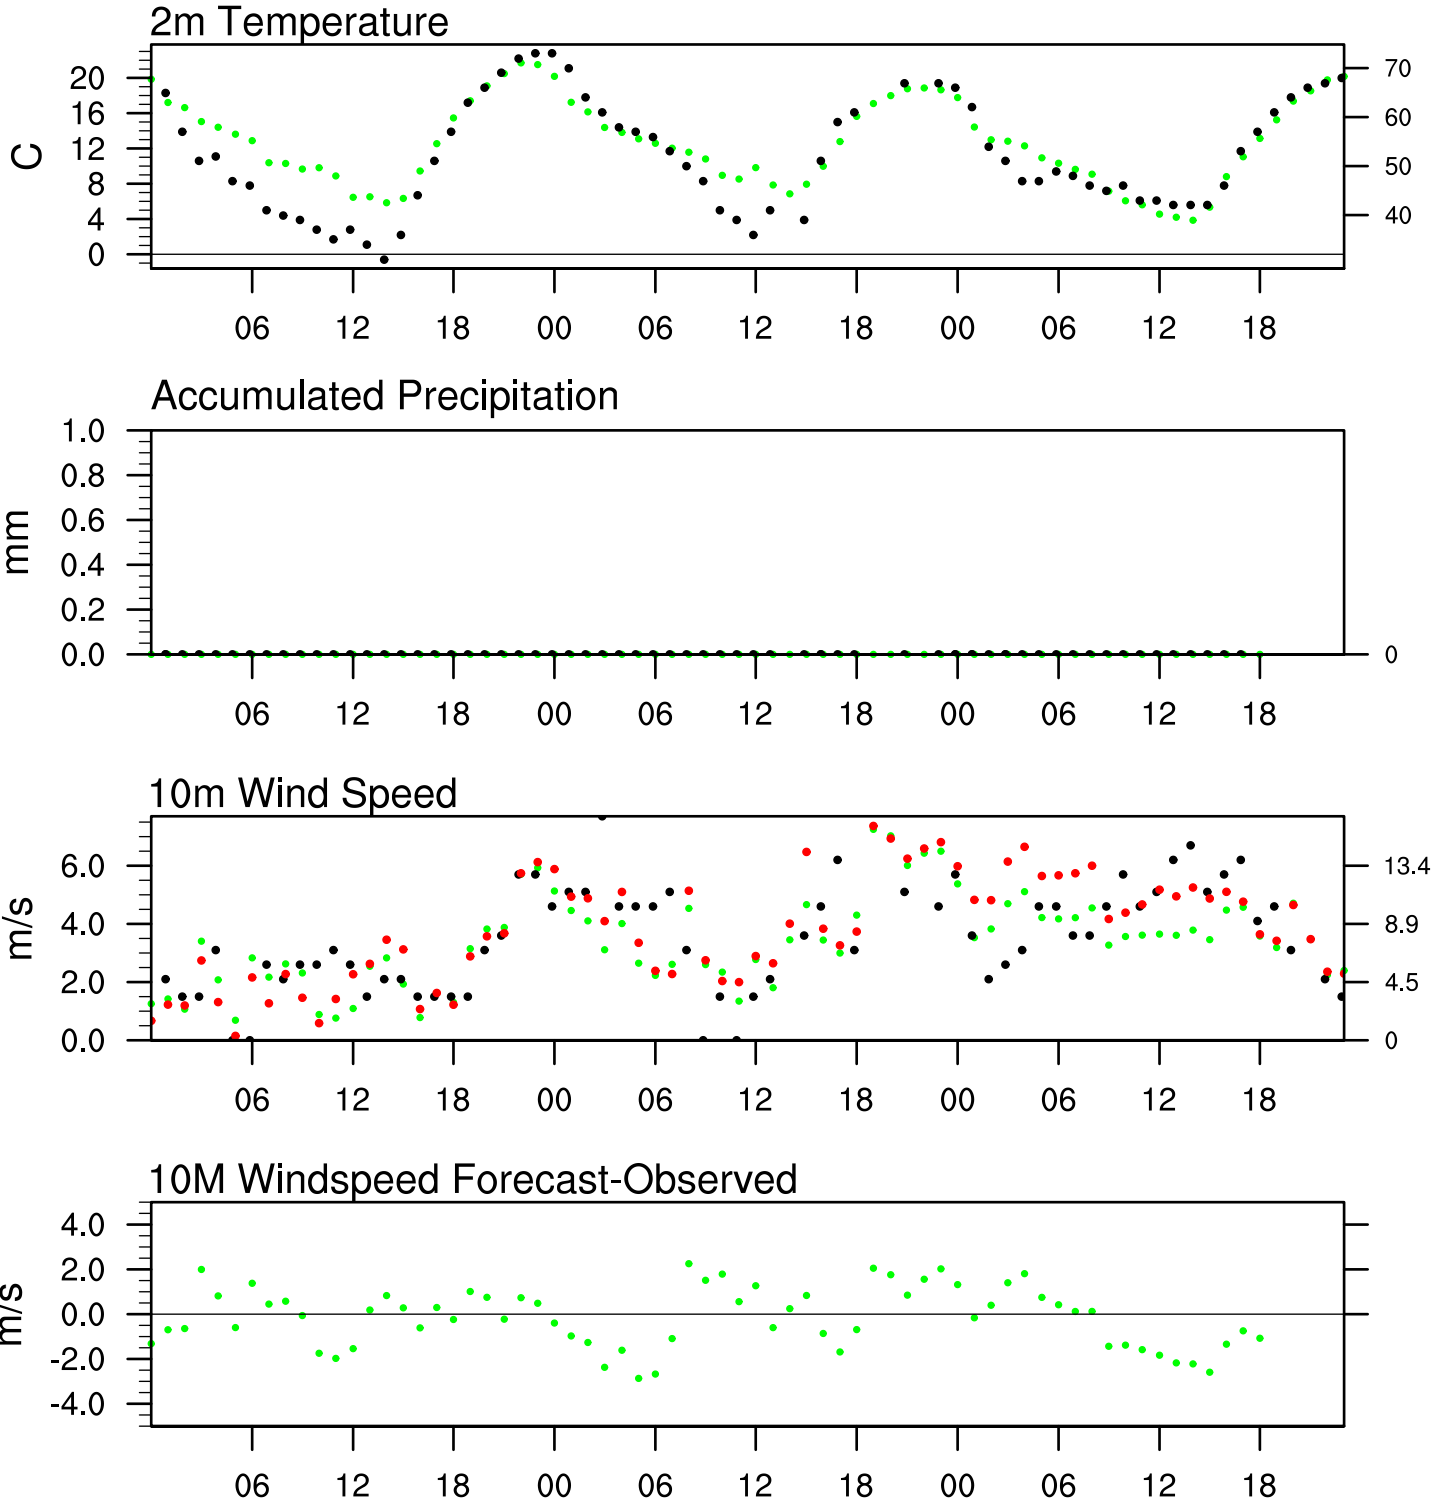 2m Temperature
20
16
12
8
4
0
C
70
60
50
40
06 12 18 00 06 12 18 00 06 12 18
Accumulated Precipitation
1.0
0.8
0.6
0.4
0.2
0.0
mm
0
06 12 18 00 06 12 18 00 06 12 18
10m Wind Speed
6.0
4.0
2.0
0.0
m/s
13.4
8.9
4.5
0
06 12 18 00 06 12 18 00 06 12 18
10M Windspeed Forecast-Observed
4.0
2.0
0.0
-2.0
-4.0
m/s
06 12 18 00 06 12 18 00 06 12 18